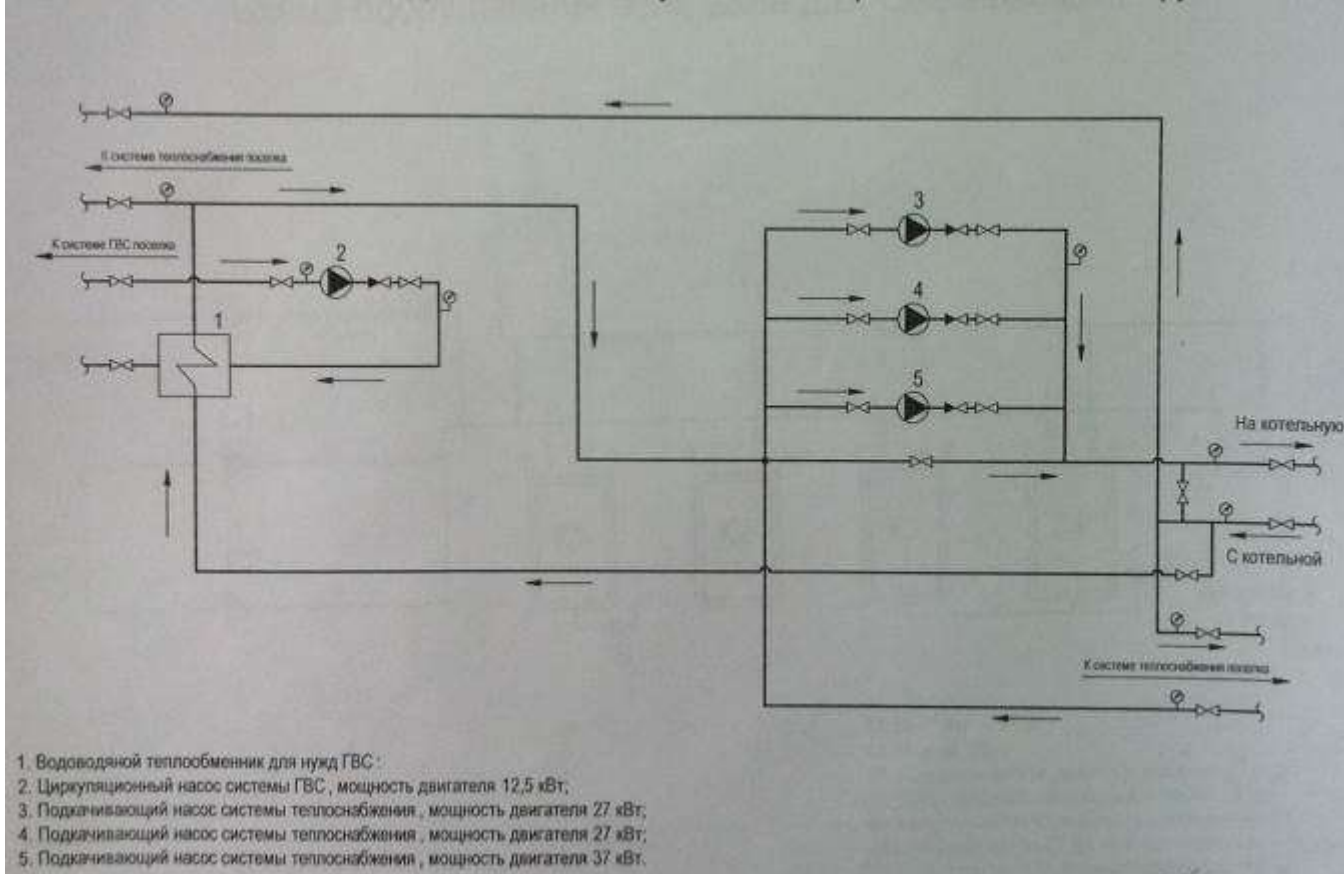 К системе теплоснабжения поселка
К системе ГВС поселка
2
1
3
4
5
На котельную
С котельной
К системе теплоснабжения поселка
1. Водоводяной теплообменник для нужд ГВС :
2. Циркуляционный насос системы ГВС , мощность двигателя 12,5 кВт;
3. Подкачивающий насос системы теплоснабжения , мощность двигателя 27 кВт;
4. Подкачивающий насос системы теплоснабжения , мощность двигателя 27 кВт;
5. Подкачивающий насос системы теплоснабжения , мощность двигателя 37 кВт.